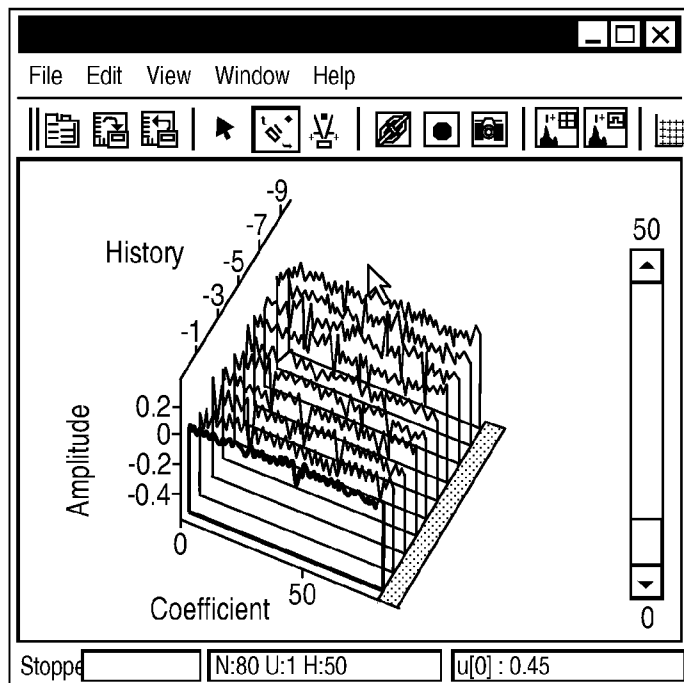 File Edit View Window Help
-9
-7
-5
-3
-1
History
50
0.2
0
-0.2
-0.4
Amplitude
0
50
Coefficient
0
Stoppe
N:80 U:1 H:50
u[0] : 0.45